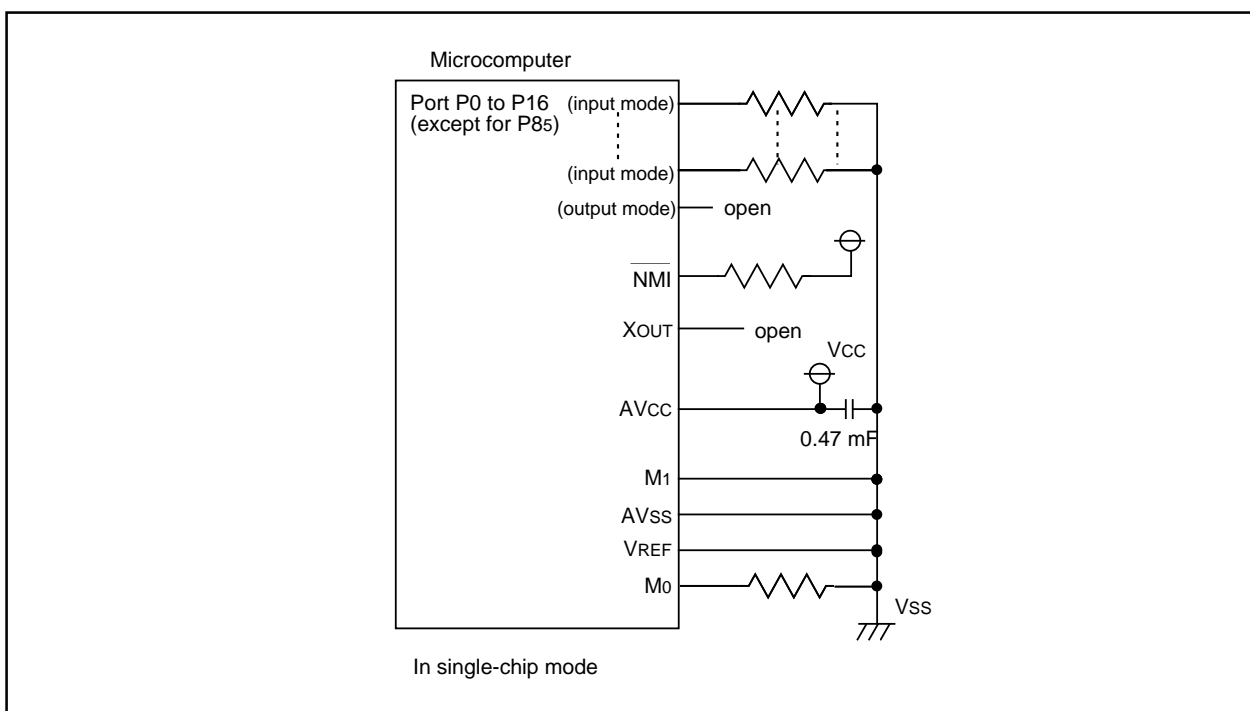 Microcomputer
Port P0 to P16 (input mode)
(except for P85)
(input mode)
(output mode) open
NMI
XOUT open
VCC
AVCC
0.47 mF
M1
AVSS
VREF
M0
VSS
In single-chip mode